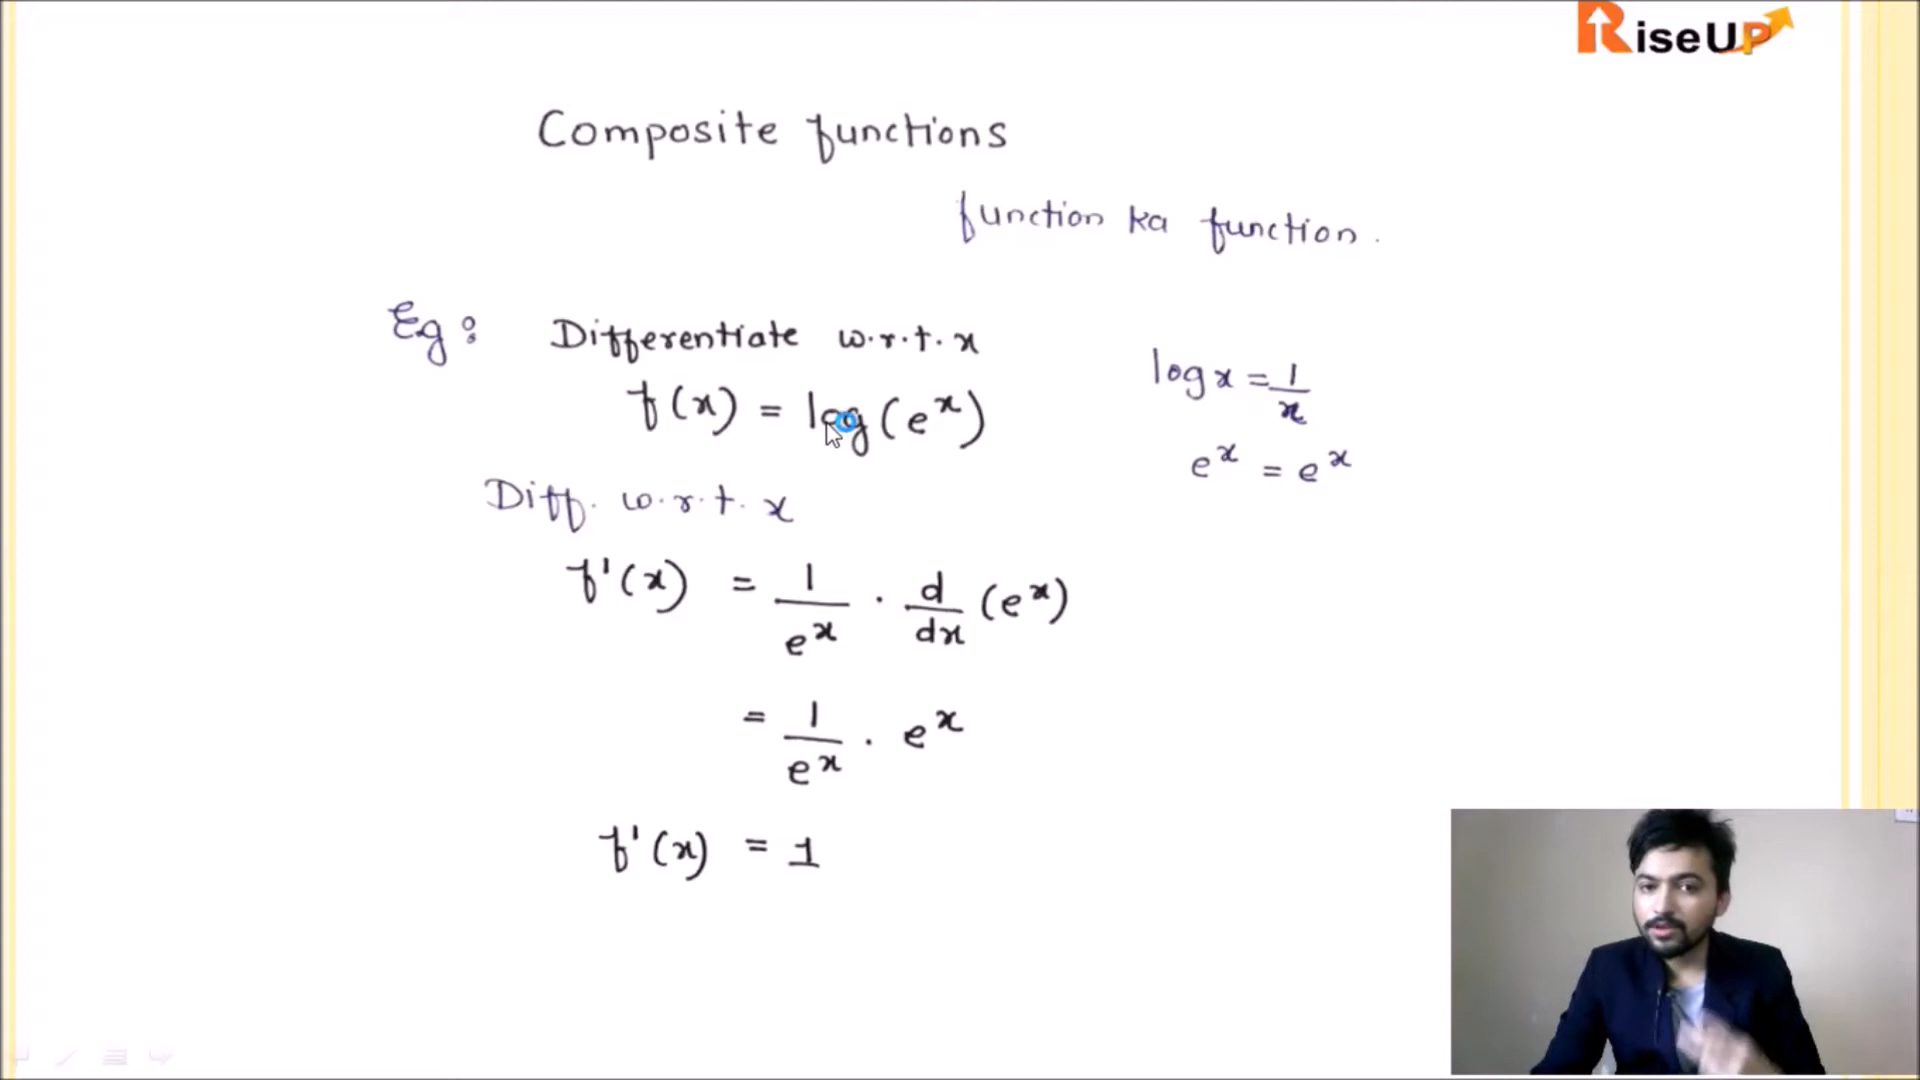 RiseUP
Composite functions
function ka function.
Eg: Differentiate w.r.t. x
f(x) = log(e^x)
log x = 1/x
e^x = e^x
Diff. w.r.t. x
f'(x) = 1/e^x · d/dx (e^x)
= 1/e^x · e^x
f'(x) = 1